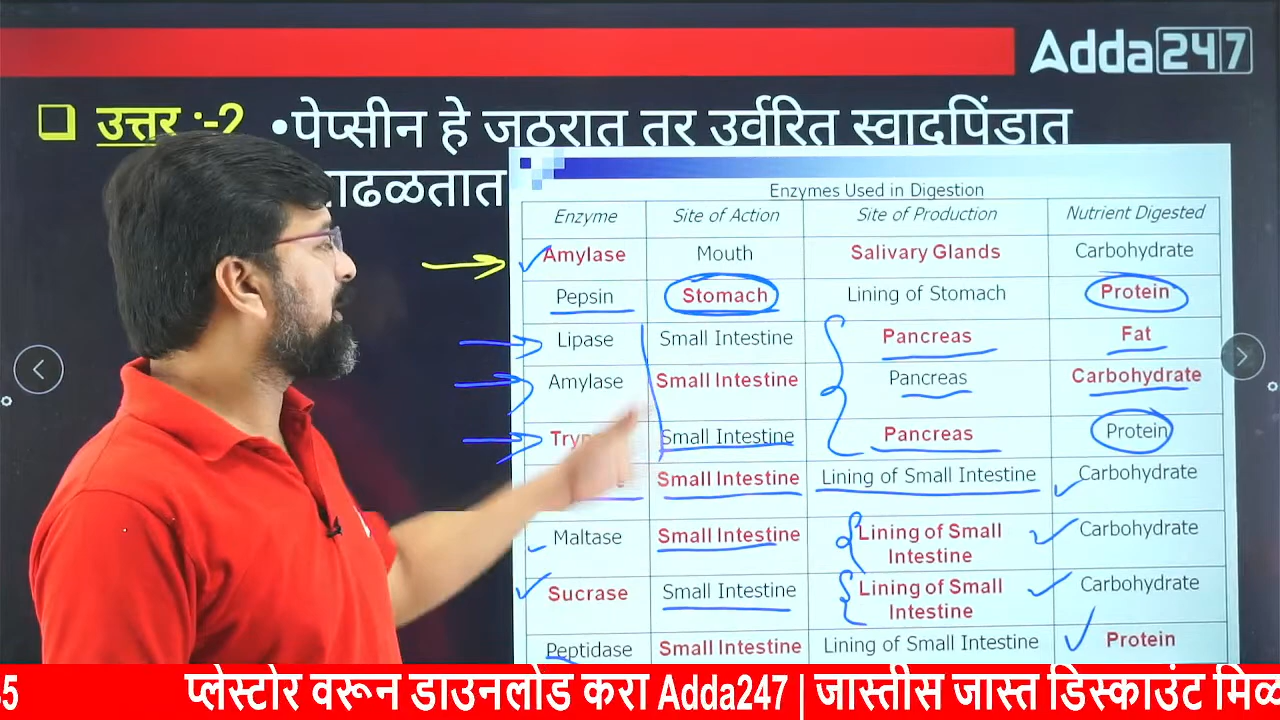 Adda247
उत्तर :-2 •पेप्सीन हे जठरात तर उर्वरित स्वादपिंडात
Enzymes Used in Digestion
Enzyme Site of Action Site of Production Nutrient Digested
Amylase Mouth Salivary Glands Carbohydrate
Pepsin Stomach Lining of Stomach Protein
Lipase Small Intestine Pancreas Fat
Amylase Small Intestine Pancreas Carbohydrate
Small Intestine Pancreas Protein
Small Intestine Lining of Small Intestine Carbohydrate
Maltase Small Intestine Lining of Small Intestine Carbohydrate
Sucrase Small Intestine Lining of Small Intestine Carbohydrate
Peptidase Small Intestine Lining of Small Intestine Protein
प्लेस्टोर वरून डाउनलोड करा Adda247 | जास्तीस जास्त डिस्काउंट